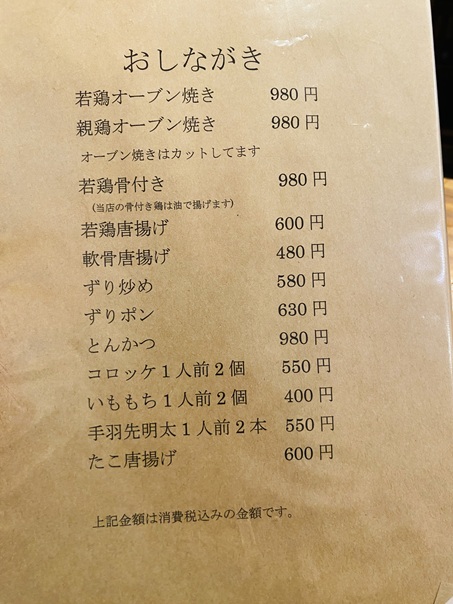 おしながき
若鶏オーブン焼き 980円
親鶏オーブン焼き 980円
オーブン焼きはカットしてます
若鶏骨付き 980円
(当店の骨付き鶏は油で揚げます)
若鶏唐揚げ 600円
軟骨唐揚げ 480円
ずり炒め 580円
ずりポン 630円
とんかつ 980円
コロッケ1人前2個 550円
いももち1人前2個 400円
手羽先明太1人前2本 550円
たこ唐揚げ 600円
上記金額は消費税込みの金額です。